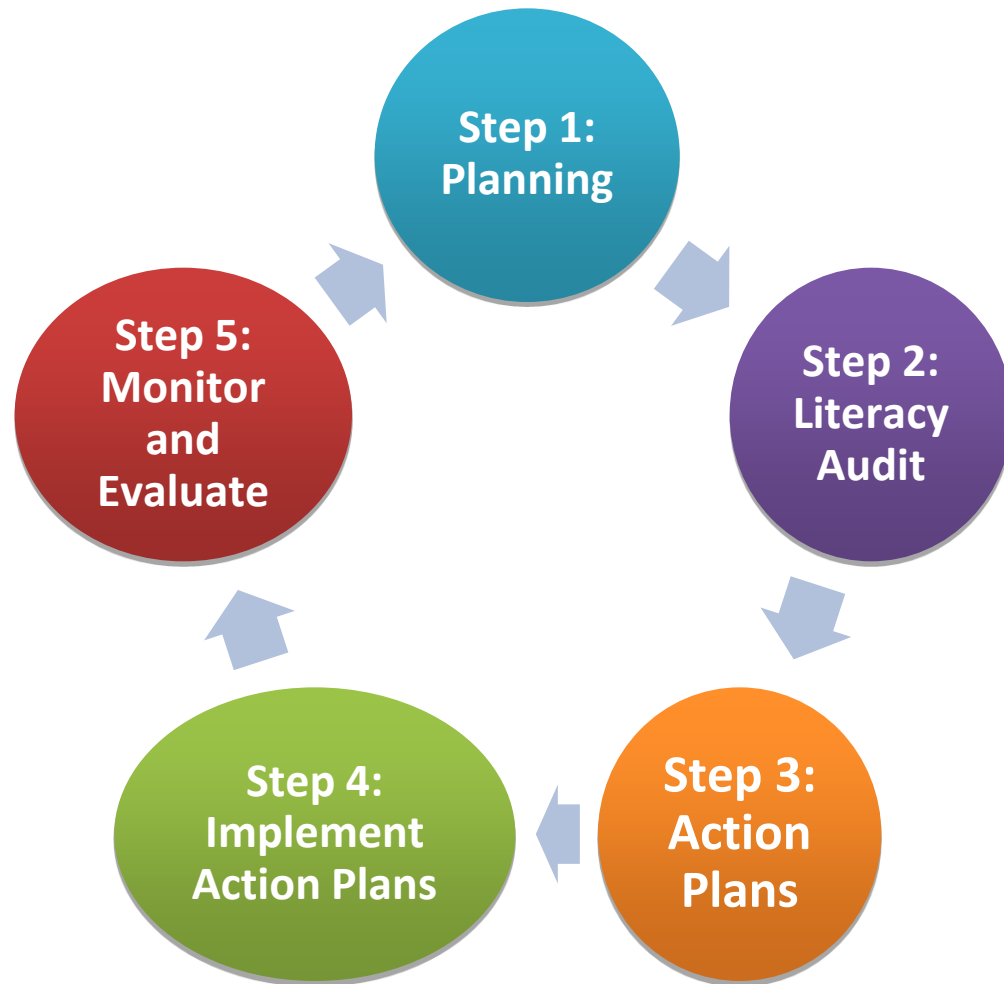 Step 1:
Planning
Step 2:
Literacy
Audit
Step 3:
Action
Plans
Step 4:
Implement
Action Plans
Step 5:
Monitor
and
Evaluate